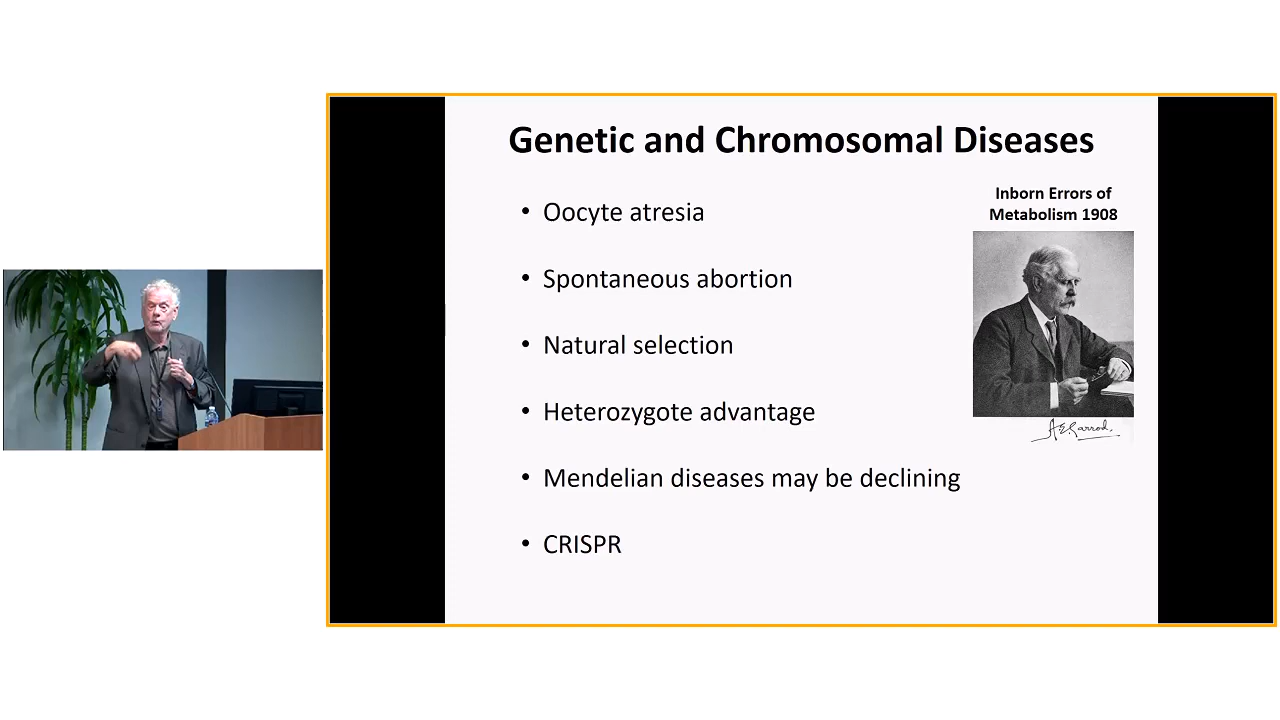 Genetic and Chromosomal Diseases
• Oocyte atresia
• Spontaneous abortion
• Natural selection
• Heterozygote advantage
• Mendelian diseases may be declining
• CRISPR
Inborn Errors of
Metabolism 1908
A.E. Garrod.